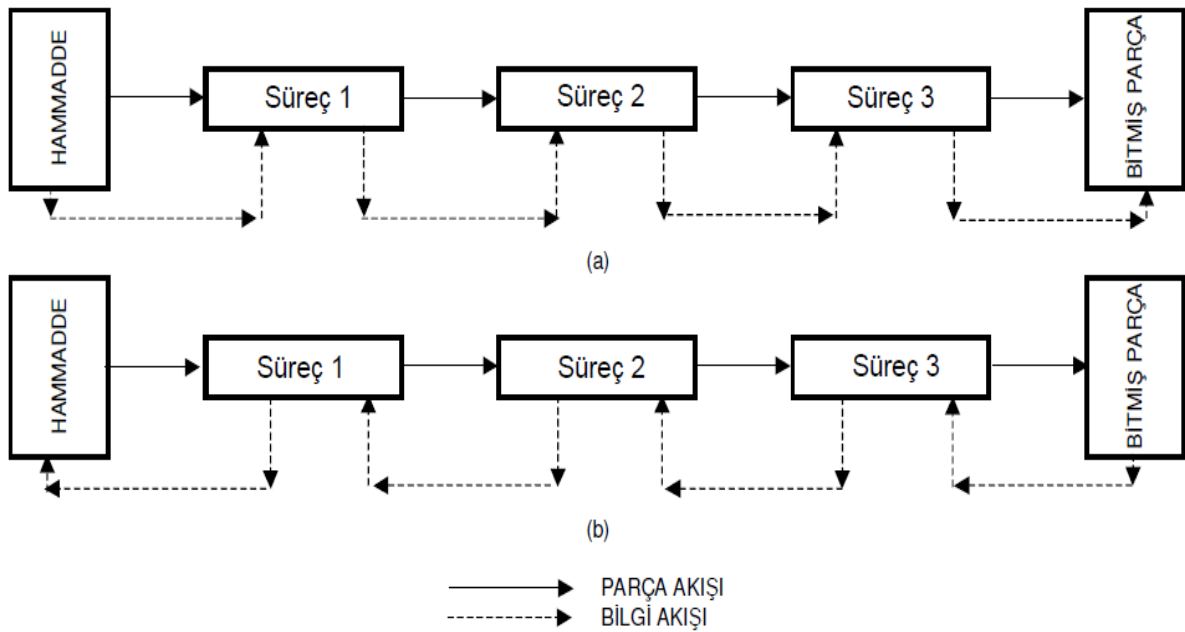 HAMMADDE
Süreç 1
Süreç 2
Süreç 3
BİTMİŞ PARÇA
(a)
HAMMADDE
Süreç 1
Süreç 2
Süreç 3
BİTMİŞ PARÇA
(b)
PARÇA AKIŞI
BİLGİ AKIŞI